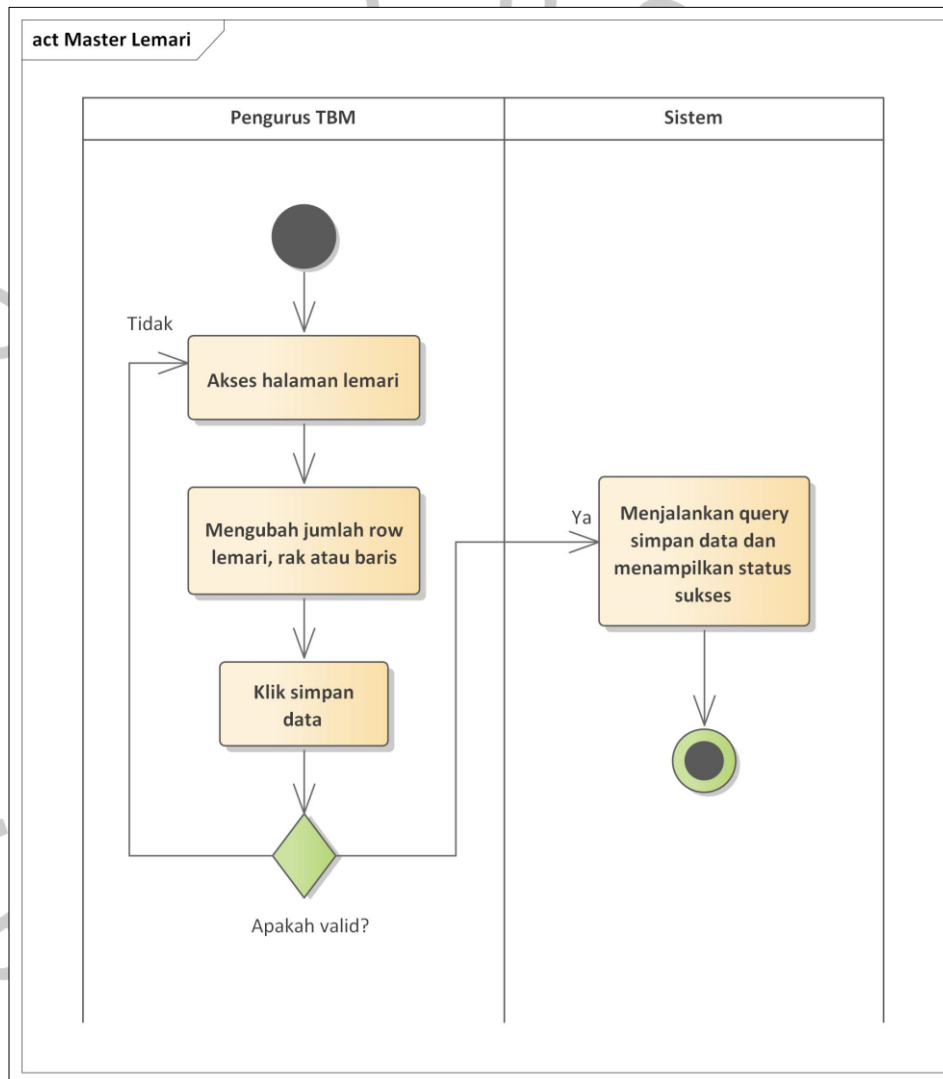 act Master Lemari
Pengurus TBM
Sistem
Tidak
Akses halaman lemari
Mengubah jumlah row
lemari, rak atau baris
Ya
Menjalankan query
simpan data dan
menampilkan status
sukses
Klik simpan
data
Apakah valid?